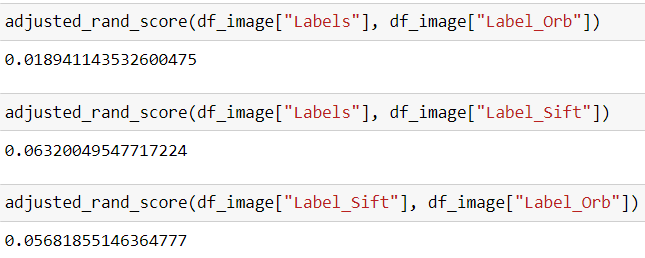 adjusted_rand_score(df_image["Labels"], df_image["Label_Orb"])
0.018941143532600475
adjusted_rand_score(df_image["Labels"], df_image["Label_Sift"])
0.06320049547717224
adjusted_rand_score(df_image["Label_Sift"], df_image["Label_Orb"])
0.05681855146364777